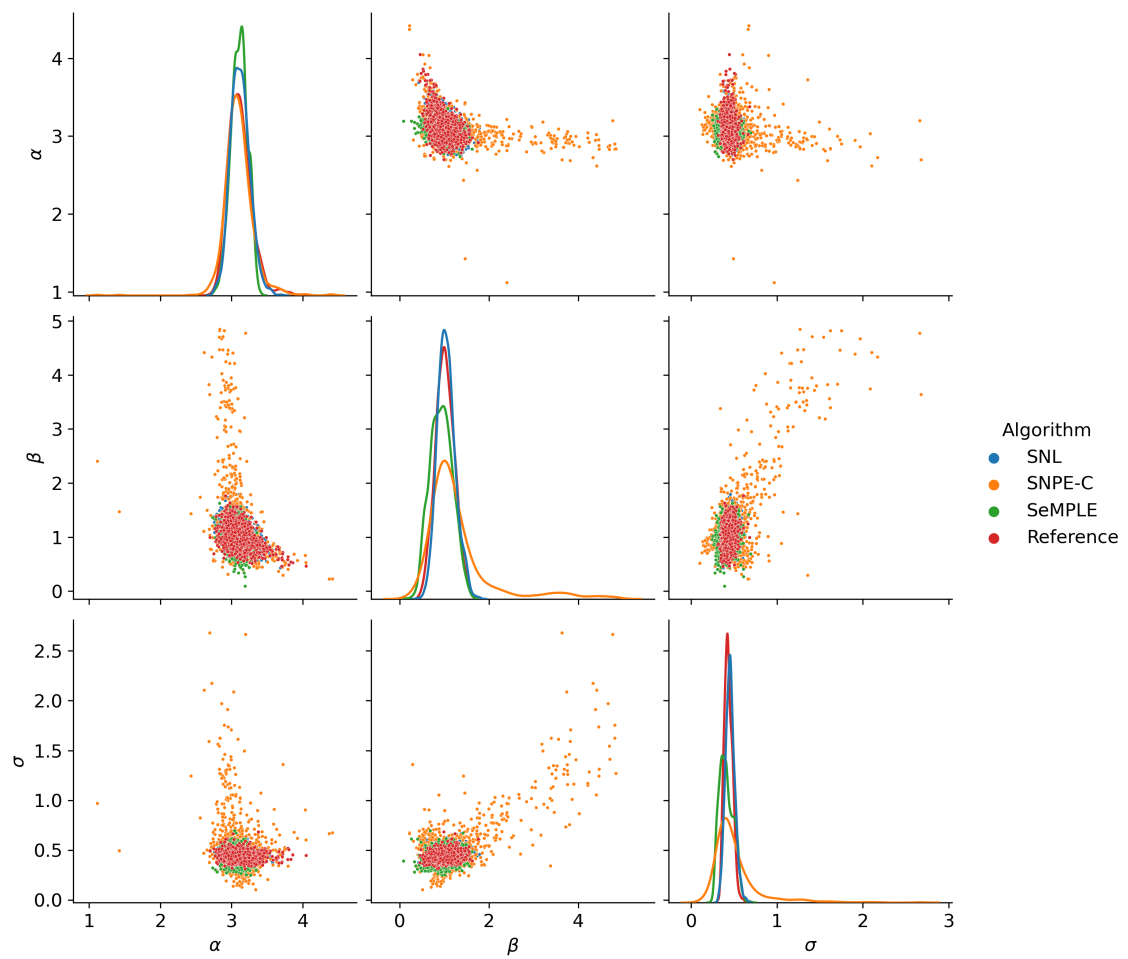 4
3
2
1
α
5
4
3
2
1
0
β
Algorithm
SNL
SNPE-C
SeMPLE
Reference
2.5
2.0
1.5
1.0
0.5
0.0
σ
1 2 3 4
0 2 4
0 1 2 3
α
β
σ